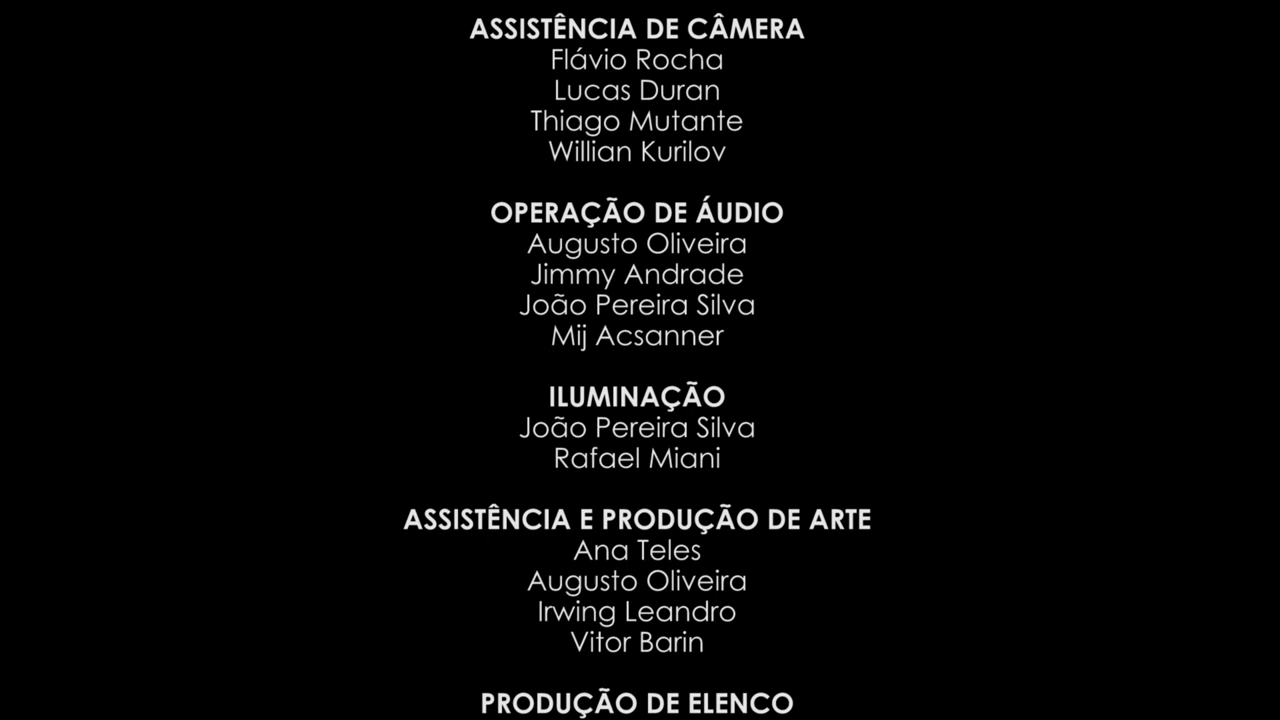 ASSISTÊNCIA DE CÂMERA
Flávio Rocha
Lucas Duran
Thiago Mutante
Willian Kurilov
OPERAÇÃO DE ÁUDIO
Augusto Oliveira
Jimmy Andrade
João Pereira Silva
Mij Acsanner
ILUMINAÇÃO
João Pereira Silva
Rafael Miani
ASSISTÊNCIA E PRODUÇÃO DE ARTE
Ana Teles
Augusto Oliveira
Irwing Leandro
Vitor Barin
PRODUÇÃO DE ELENCO